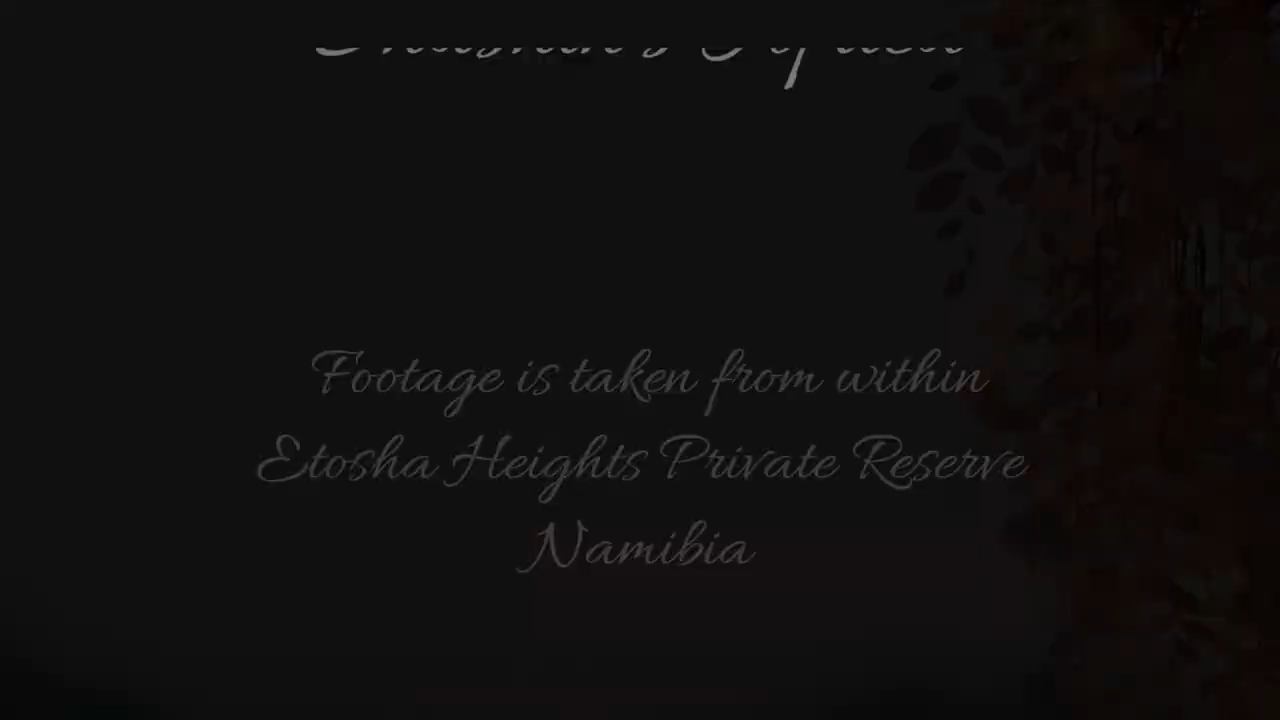 Footage is taken from within
Etosha Heights Private Reserve
Namibia